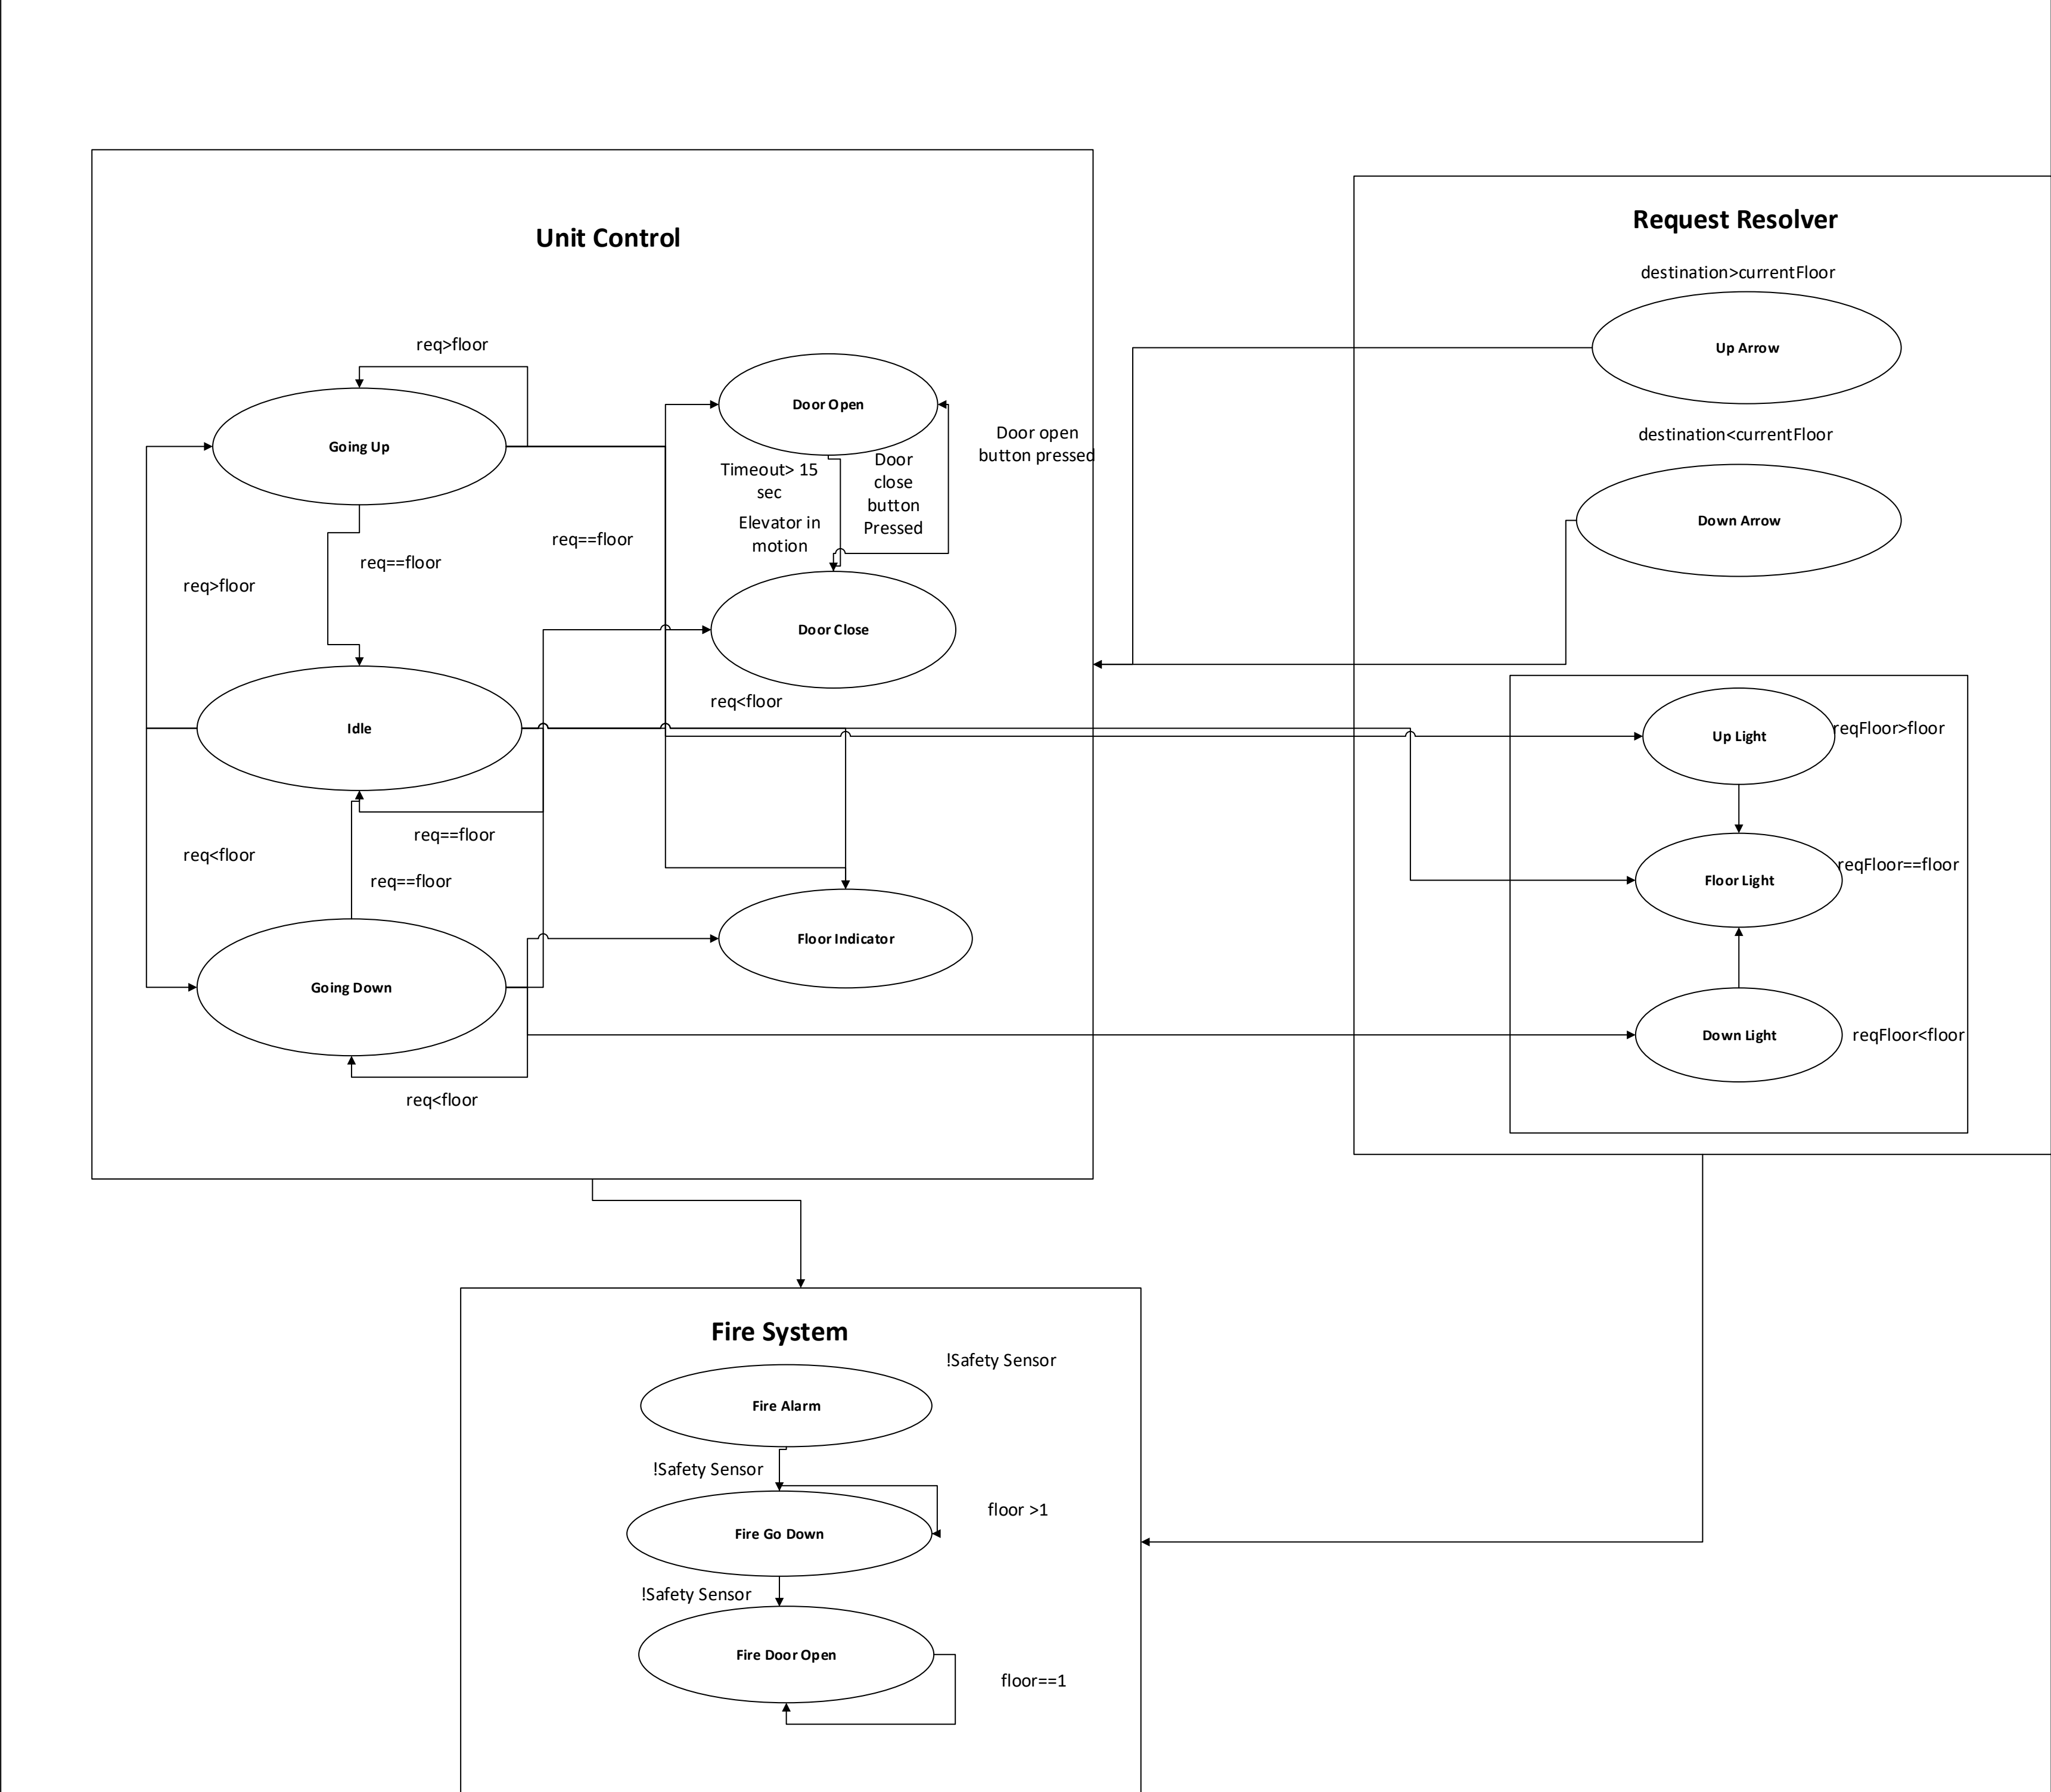 Unit Control
req>floor
Going Up
req==floor
req>floor
Idle
req<floor
req==floor
req==floor
Going Down
req<floor
req==floor
Door Open
Timeout> 15
sec
Elevator in
motion
Door
close
button
Pressed
Door open
button pressed
Door Close
req<floor
Floor Indicator
Request Resolver
destination>currentFloor
Up Arrow
destination<currentFloor
Down Arrow
Up Light
reqFloor>floor
Floor Light
reqFloor==floor
Down Light
reqFloor<floor
Fire System
!Safety Sensor
Fire Alarm
!Safety Sensor
floor >1
Fire Go Down
!Safety Sensor
Fire Door Open
floor==1